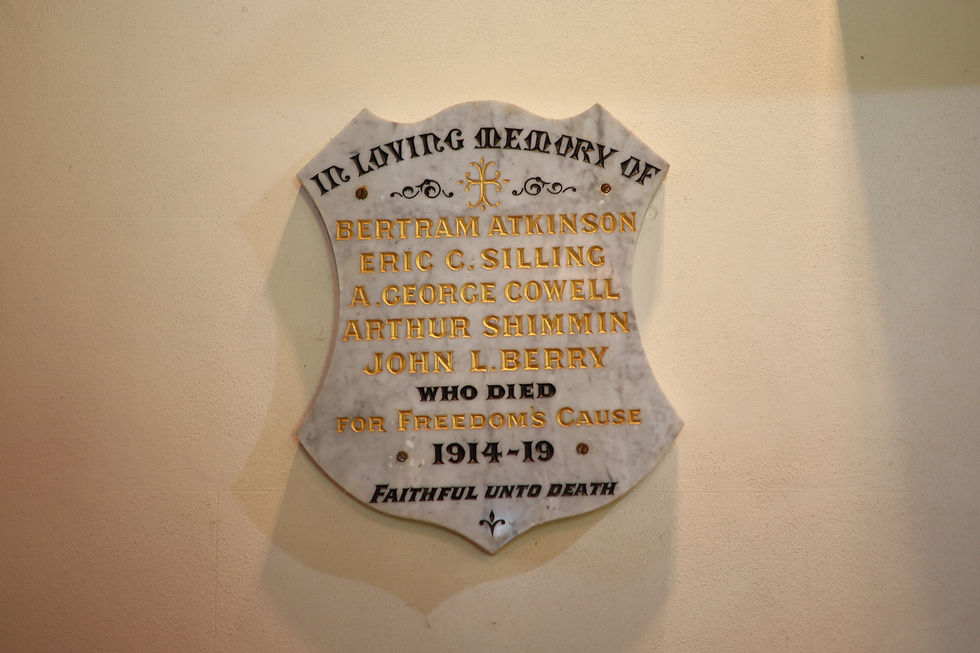 IN LOVING MEMORY OF
BERTRAM ATKINSON
ERIC C. SILLING
A. GEORGE COWELL
ARTHUR SHIMMIN
JOHN L. BERRY
WHO DIED
FOR FREEDOM'S CAUSE
1914-19
FAITHFUL UNTO DEATH